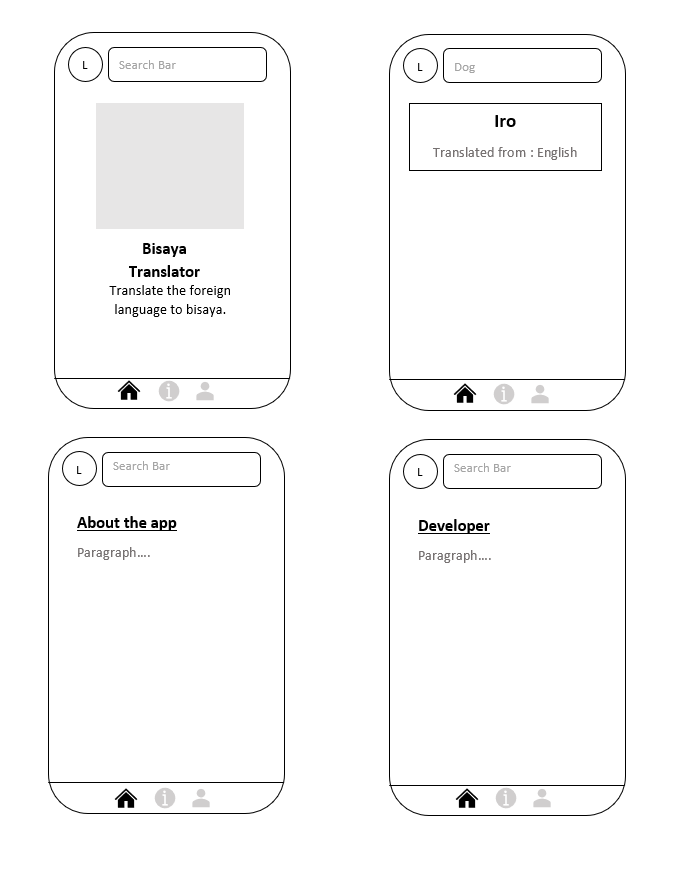 L
Search Bar
Bisaya
Translator
Translate the foreign
language to bisaya.
i
L
Dog
Iro
Translated from : English
i
L
Search Bar
About the app
Paragraph....
i
L
Search Bar
Developer
Paragraph....
i